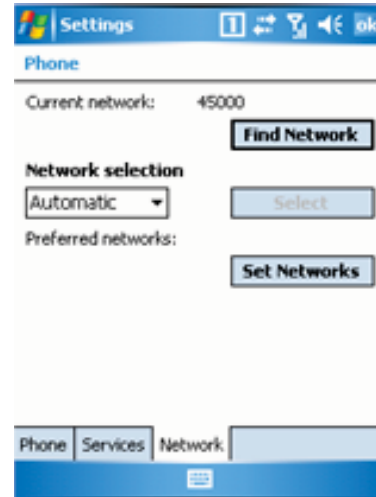 Settings 1 ok
Phone
Current network: 45000
Find Network
Network selection
Automatic Select
Preferred networks:
Set Networks
Phone Services Network